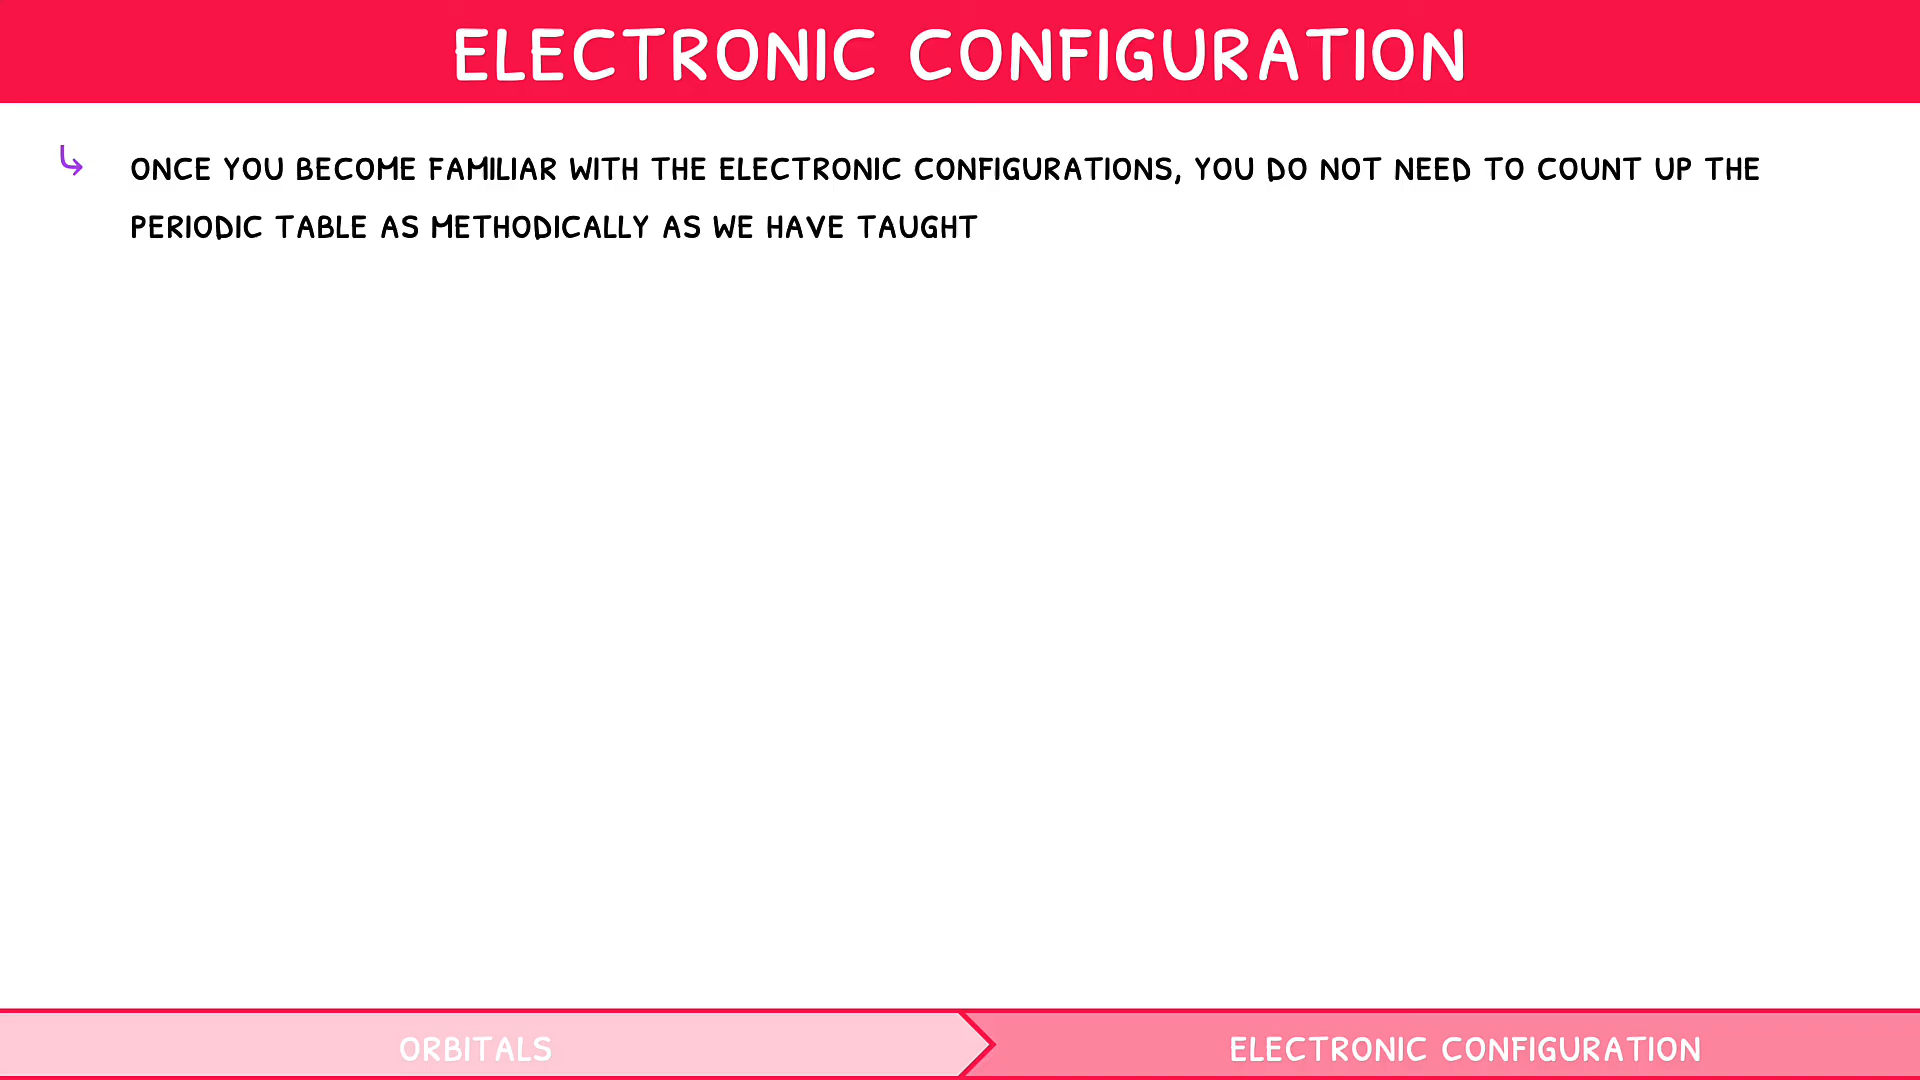 ELECTRONIC CONFIGURATION
ONCE YOU BECOME FAMILIAR WITH THE ELECTRONIC CONFIGURATIONS, YOU DO NOT NEED TO COUNT UP THE
PERIODIC TABLE AS METHODICALLY AS WE HAVE TAUGHT
ORBITALS
ELECTRONIC CONFIGURATION